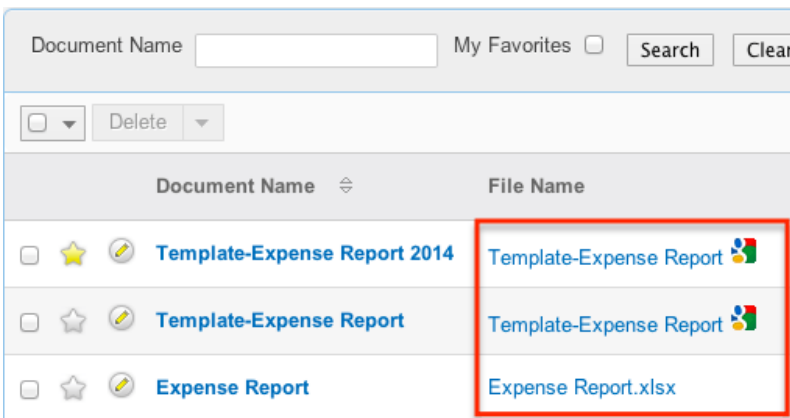 Document Name My Favorites Search Clear
Delete
Document Name File Name
Template-Expense Report 2014 Template-Expense Report
Template-Expense Report Template-Expense Report
Expense Report Expense Report.xlsx